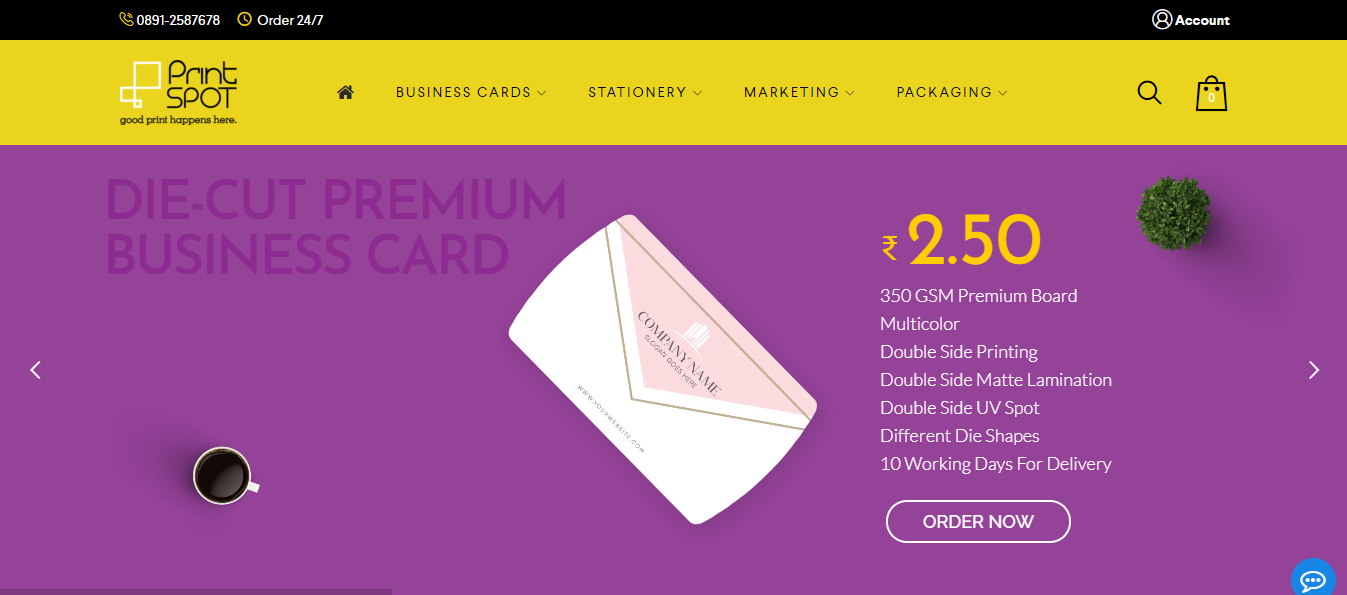 0891-2587678
Order 24/7
Account
Print
SPOT
good print happens here.
BUSINESS CARDS
STATIONERY
MARKETING
PACKAGING
0
DIE-CUT PREMIUM
BUSINESS CARD
COMPANY NAME
SLOGAN GOES HERE
WWW.YOURWEBSITE.COM
₹ 2.50
350 GSM Premium Board
Multicolor
Double Side Printing
Double Side Matte Lamination
Double Side UV Spot
Different Die Shapes
10 Working Days For Delivery
ORDER NOW